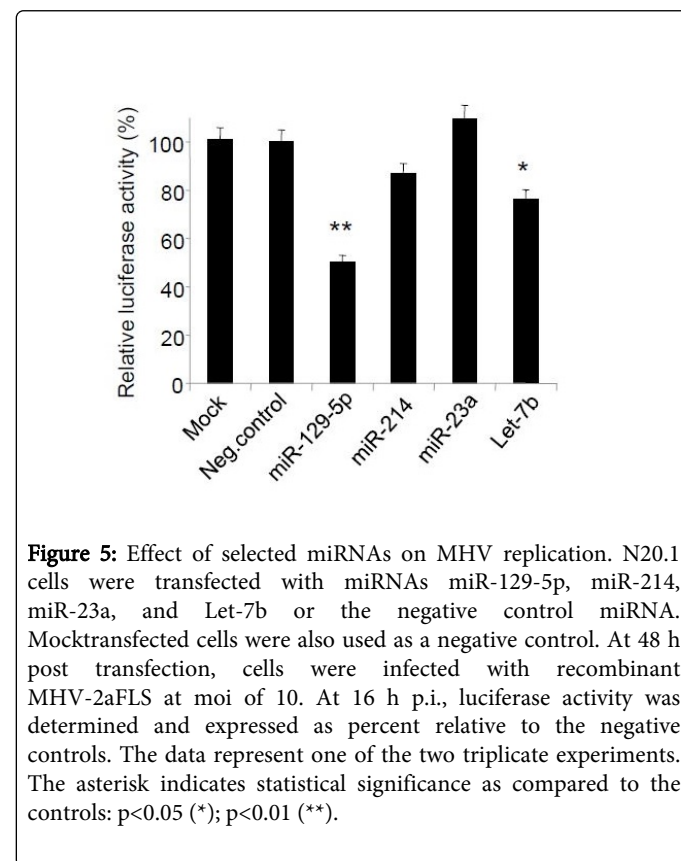 Relative luciferase activity (%)
100
80
60
40
20
0
**
*
Mock
Neg.control
miR-129-5p
miR-214
miR-23a
Let-7b
Figure 5: Effect of selected miRNAs on MHV replication. N20.1
cells were transfected with miRNAs miR-129-5p, miR-214,
miR-23a, and Let-7b or the negative control miRNA.
Mocktransfected cells were also used as a negative control. At 48 h
post transfection, cells were infected with recombinant
MHV-2aFLS at moi of 10. At 16 h p.i., luciferase activity was
determined and expressed as percent relative to the negative
controls. The data represent one of the two triplicate experiments.
The asterisk indicates statistical significance as compared to the
controls: p<0.05 (*); p<0.01 (**).